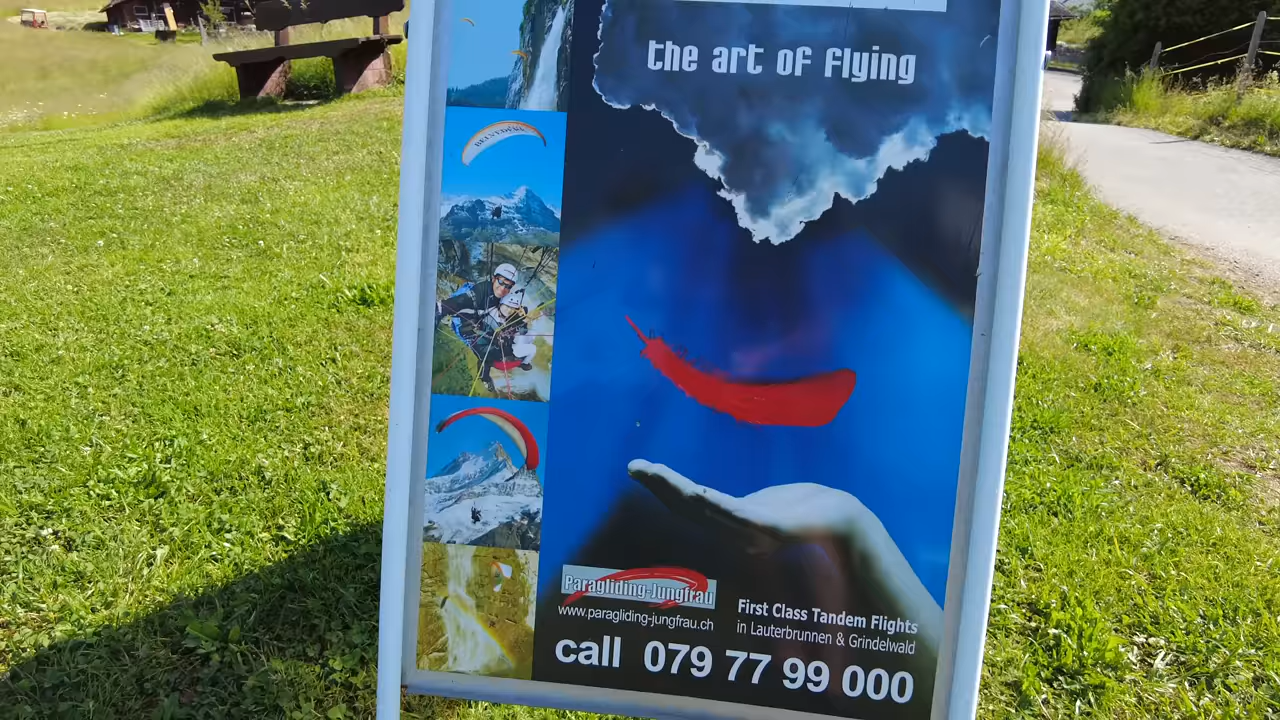 the art of flying
Paragliding-Jungfrau
www.paragliding-jungfrau.ch
First Class Tandem Flights
in Lauterbrunnen & Grindelwald
call 079 77 99 000